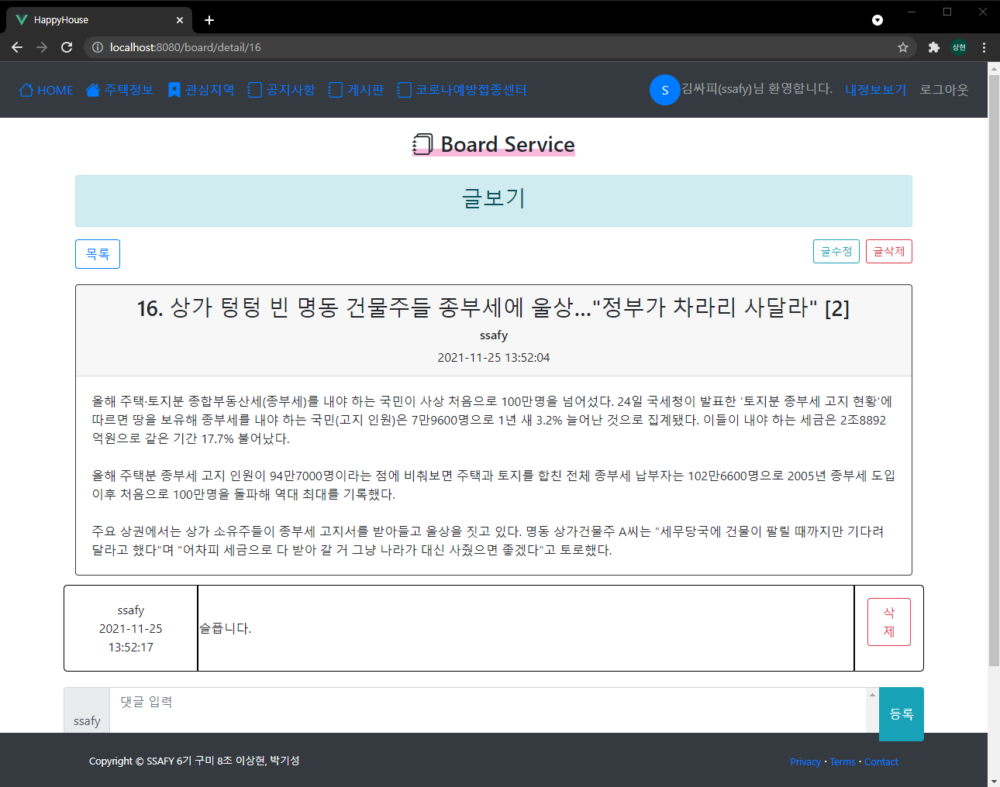 HappyHouse
localhost:8080/board/detail/16
상현
HOME 주택정보 관심지역 공지사항 게시판 코로나예방접종센터 S 김싸피(ssafy)님 환영합니다. 내정보보기 로그아웃
Board Service
글보기
목록 글수정 글삭제
16. 상가 텅텅 빈 명동 건물주들 종부세에 울상..."정부가 차라리 사달라" [2]
ssafy
2021-11-25 13:52:04
올해 주택·토지분 종합부동산세(종부세)를 내야 하는 국민이 사상 처음으로 100만명을 넘어섰다. 24일 국세청이 발표한 '토지분 종부세 고지 현황'에
따르면 땅을 보유해 종부세를 내야 하는 국민(고지 인원)은 7만9600명으로 1년 새 3.2% 늘어난 것으로 집계됐다. 이들이 내야 하는 세금은 2조8892
억원으로 같은 기간 17.7% 불어났다.
올해 주택분 종부세 고지 인원이 94만7000명이라는 점에 비춰보면 주택과 토지를 합친 전체 종부세 납부자는 102만6600명으로 2005년 종부세 도입
이후 처음으로 100만명을 돌파해 역대 최대를 기록했다.
주요 상권에서는 상가 소유주들이 종부세 고지서를 받아들고 울상을 짓고 있다. 명동 상가건물주 A씨는 "세무당국에 건물이 팔릴 때까지만 기다려
달라고 했다"며 "어차피 세금으로 다 받아 갈 거 그냥 나라가 대신 사줬으면 좋겠다"고 토로했다.
ssafy
2021-11-25
13:52:17
슬픕니다.
삭
제
ssafy
댓글 입력
등록
Copyright © SSAFY 6기 구미 8조 이상현, 박기성
Privacy · Terms · Contact